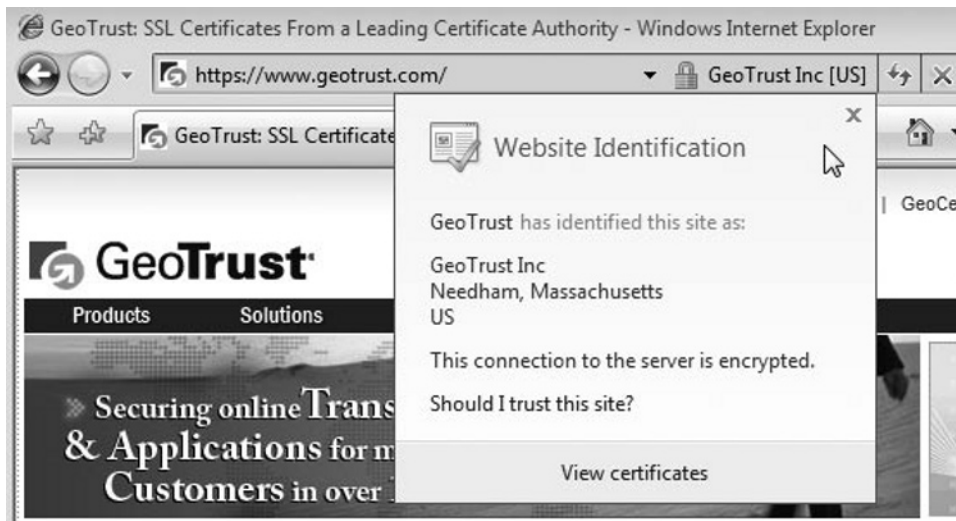 GeoTrust: SSL Certificates From a Leading Certificate Authority - Windows Internet Explorer
https://www.geotrust.com/ GeoTrust Inc [US]
GeoTrust: SSL Certificate
Website Identification
GeoTrust has identified this site as:
GeoTrust Inc
Needham, Massachusetts
US
This connection to the server is encrypted.
Should I trust this site?
View certificates
| GeoCe
GeoTrust
Products Solutions
» Securing online Trans
& Applications for m
Customers in over